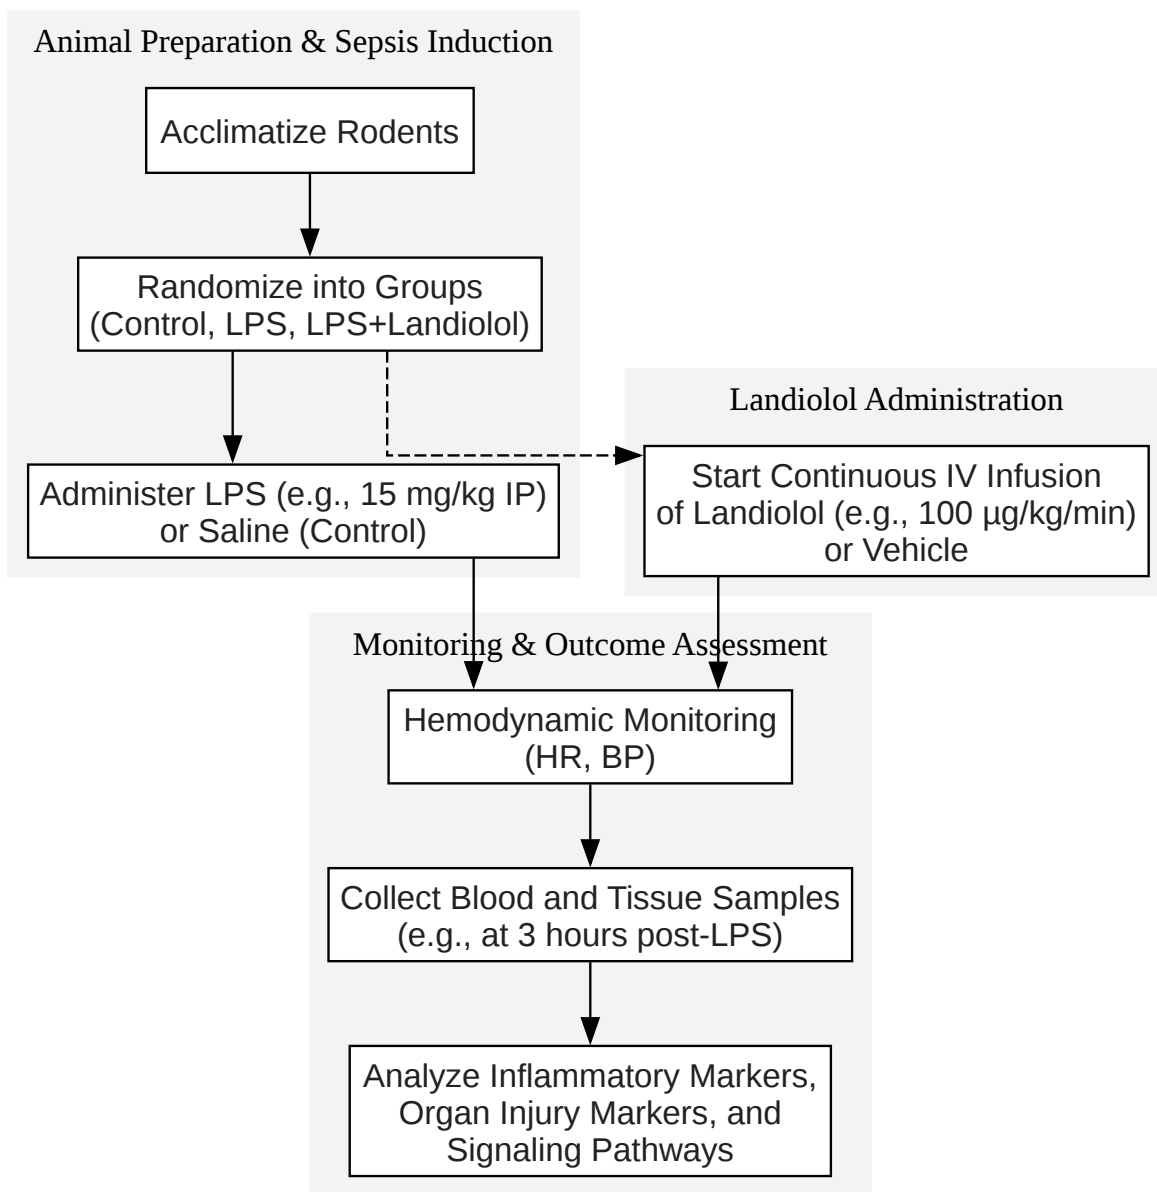 Animal Preparation & Sepsis Induction
Acclimatize Rodents
Randomize into Groups
(Control, LPS, LPS+Landiolol)
Administer LPS (e.g., 15 mg/kg IP)
or Saline (Control)
Landiolol Administration
Start Continuous IV Infusion
of Landiolol (e.g., 100 µg/kg/min)
or Vehicle
Monitoring & Outcome Assessment
Hemodynamic Monitoring
(HR, BP)
Collect Blood and Tissue Samples
(e.g., at 3 hours post-LPS)
Analyze Inflammatory Markers,
Organ Injury Markers, and
Signaling Pathways